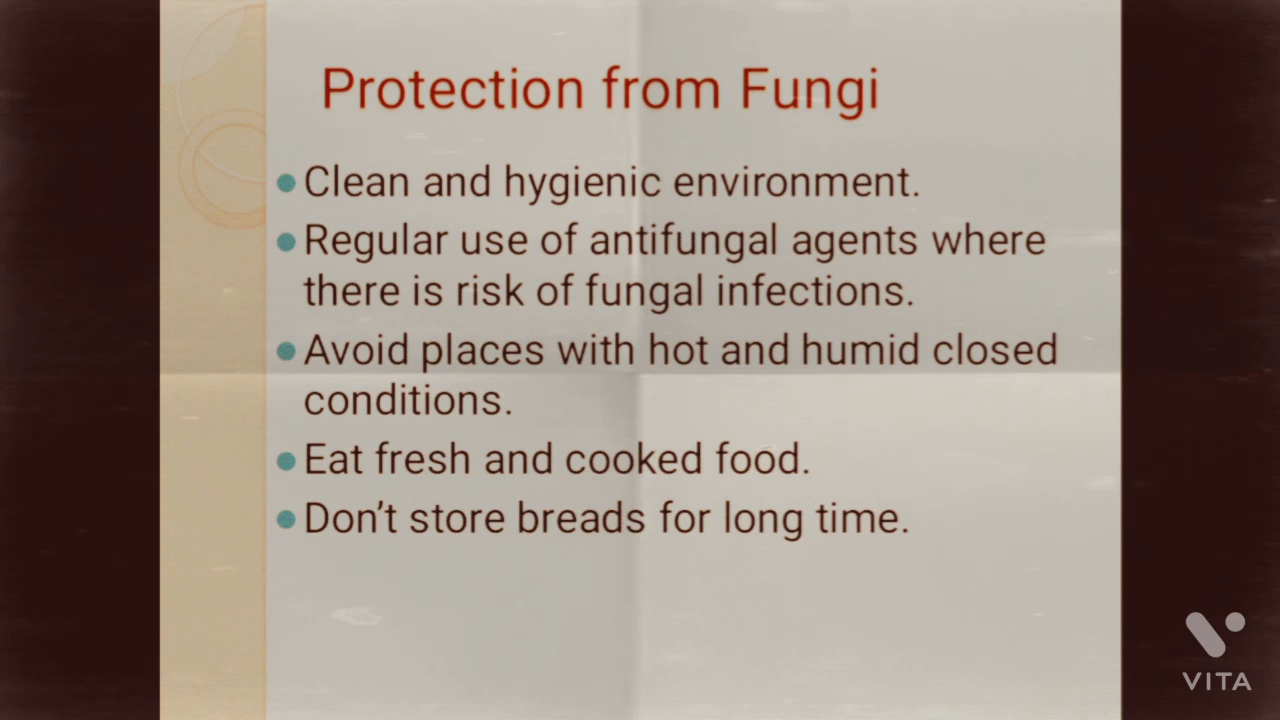 Protection from Fungi
Clean and hygienic environment.
Regular use of antifungal agents where
there is risk of fungal infections.
Avoid places with hot and humid closed
conditions.
Eat fresh and cooked food.
Don't store breads for long time.
VITA